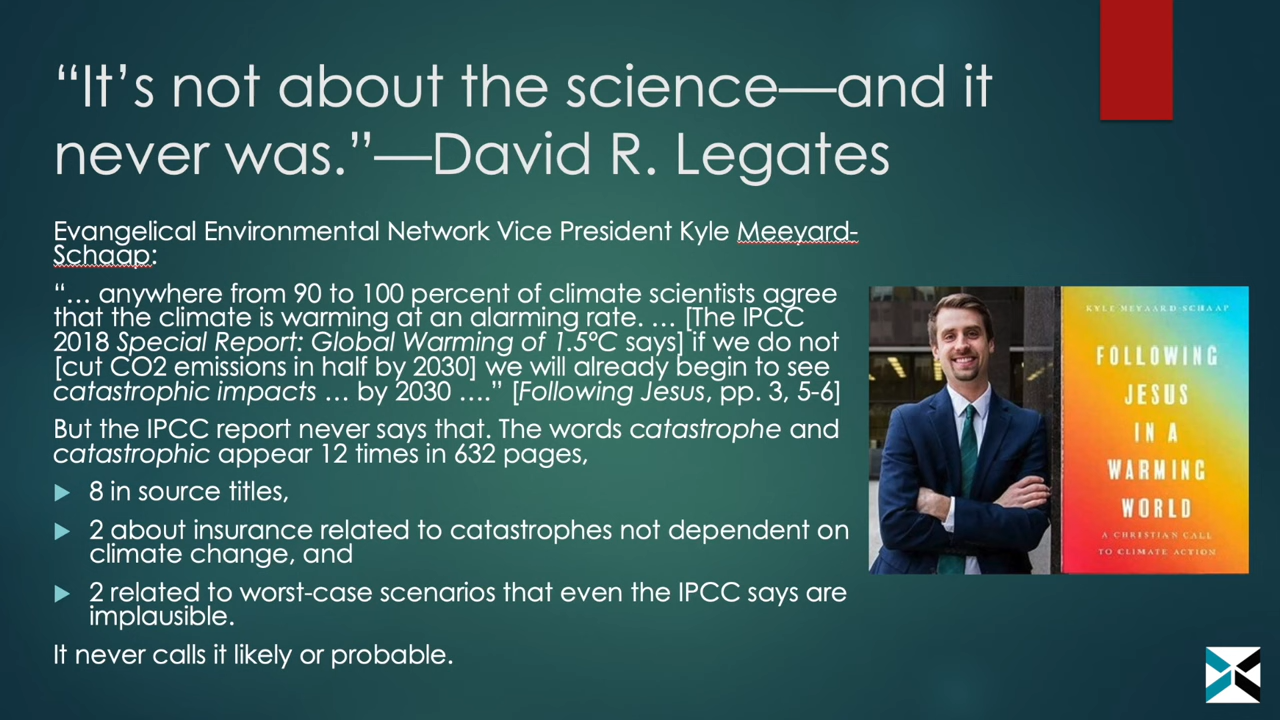 “It’s not about the science—and it
never was.”—David R. Legates
Evangelical Environmental Network Vice President Kyle Meeyard-
Schaap:
“… anywhere from 90 to 100 percent of climate scientists agree
that the climate is warming at an alarming rate. … [The IPCC
2018 Special Report: Global Warming of 1.5°C says] if we do not
[cut CO2 emissions in half by 2030] we will already begin to see
catastrophic impacts … by 2030 ….” [Following Jesus, pp. 3, 5-6]
But the IPCC report never says that. The words catastrophe and
catastrophic appear 12 times in 632 pages,
8 in source titles,
2 about insurance related to catastrophes not dependent on
climate change, and
2 related to worst-case scenarios that even the IPCC says are
implausible.
It never calls it likely or probable.
KYLE MEYAARD-SCHAAP
FOLLOWING
JESUS
IN A
WARMING
WORLD
A CHRISTIAN CALL
TO CLIMATE ACTION